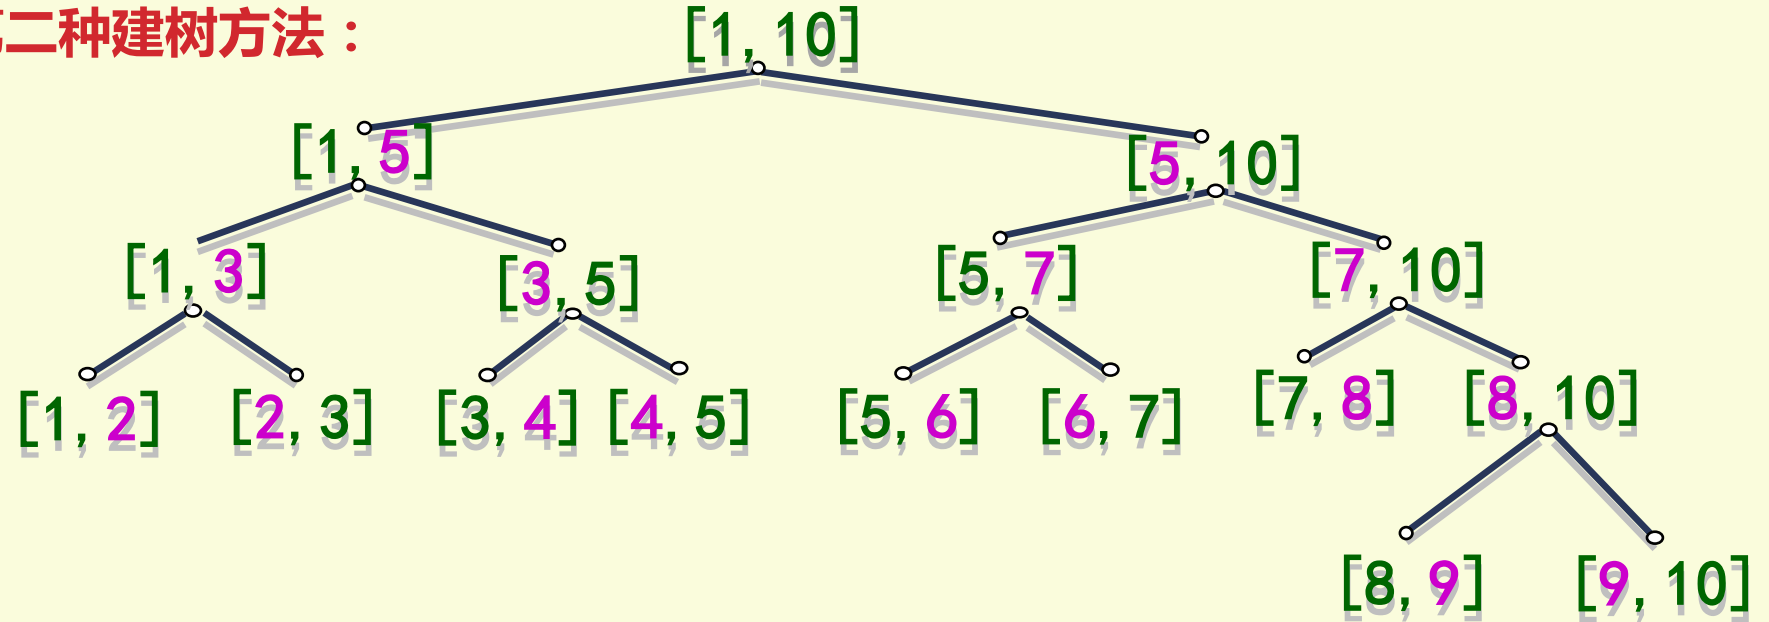 二种建树方法：
[1, 10]
[1, 5] [5, 10]
[1, 3] [3, 5] [5, 7] [7, 10]
[1, 2] [2, 3] [3, 4] [4, 5] [5, 6] [6, 7] [7, 8] [8, 10]
[8, 9] [9, 10]